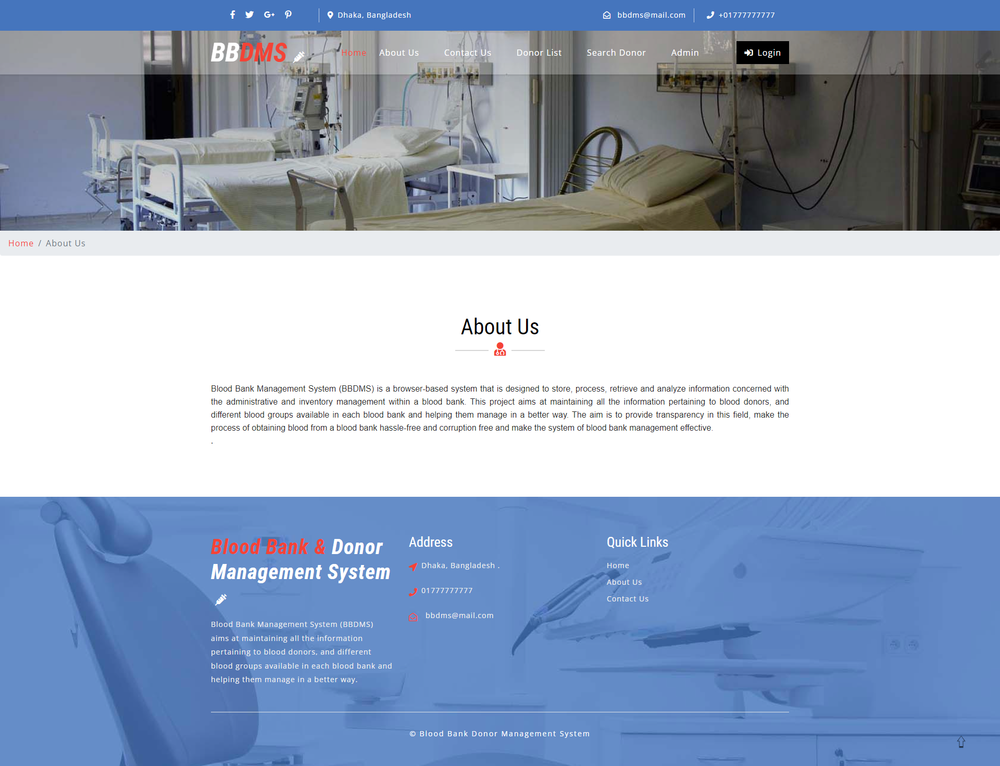 Dhaka, Bangladesh
bbdms@mail.com
+01777777777
BBDMS
Home About Us Contact Us Donor List Search Donor Admin Login
Home / About Us
About Us
Blood Bank Management System (BBDMS) is a browser-based system that is designed to store, process, retrieve and analyze information concerned with
the administrative and inventory management within a blood bank. This project aims at maintaining all the information pertaining to blood donors, and
different blood groups available in each blood bank and helping them manage in a better way. The aim is to provide transparency in this field, make the
process of obtaining blood from a blood bank hassle-free and corruption free and make the system of blood bank management effective.
.
Blood Bank & Donor
Management System
Blood Bank Management System (BBDMS)
aims at maintaining all the information
pertaining to blood donors, and different
blood groups available in each blood bank and
helping them manage in a better way.
Address
Dhaka, Bangladesh .
01777777777
bbdms@mail.com
Quick Links
Home
About Us
Contact Us
© Blood Bank Donor Management System